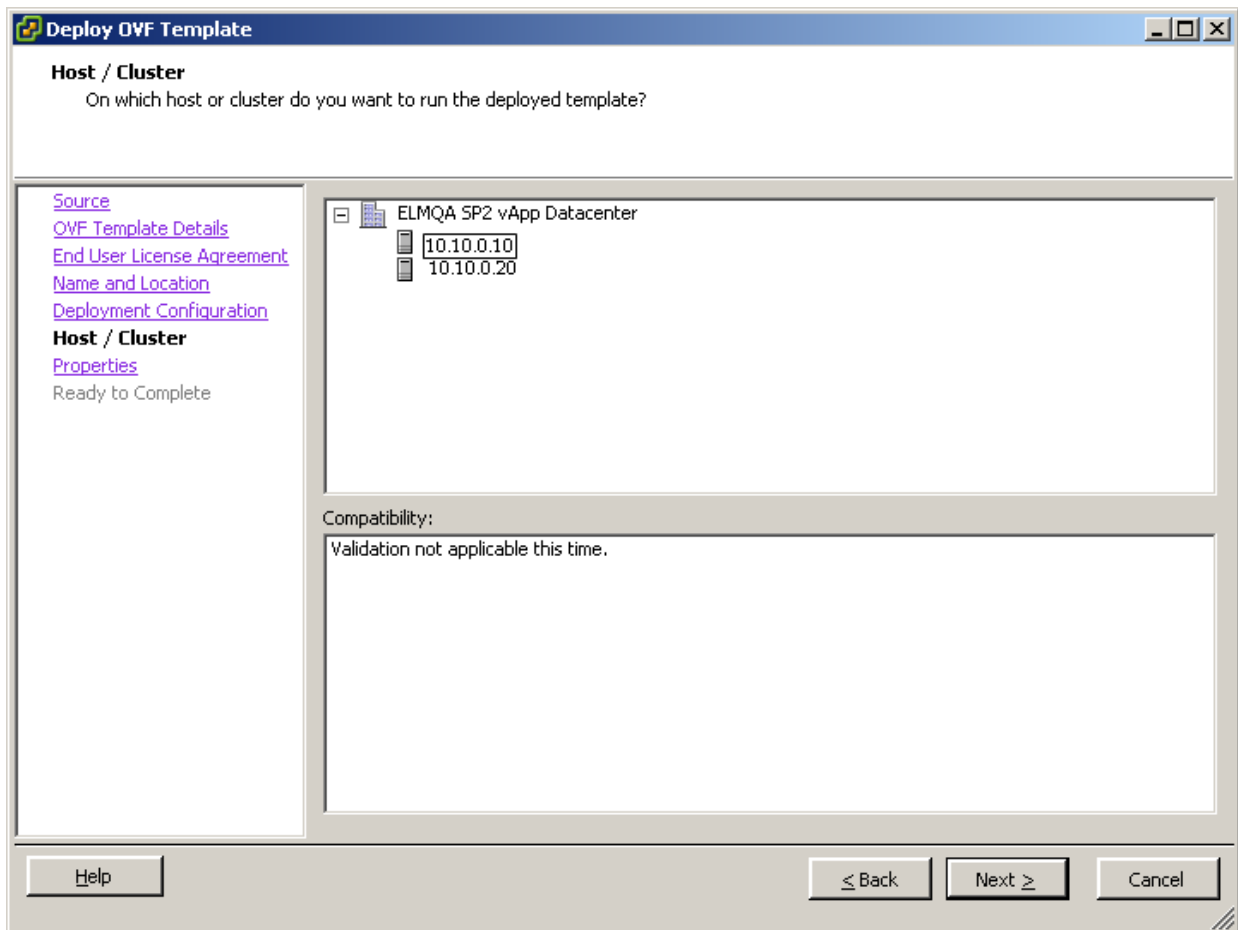 Deploy OVF Template
Host / Cluster
On which host or cluster do you want to run the deployed template?
Source
OVF Template Details
End User License Agreement
Name and Location
Deployment Configuration
Host / Cluster
Properties
Ready to Complete
ELMQA SP2 vApp Datacenter
10.10.0.10
10.10.0.20
Compatibility:
Validation not applicable this time.
Help
< Back
Next >
Cancel